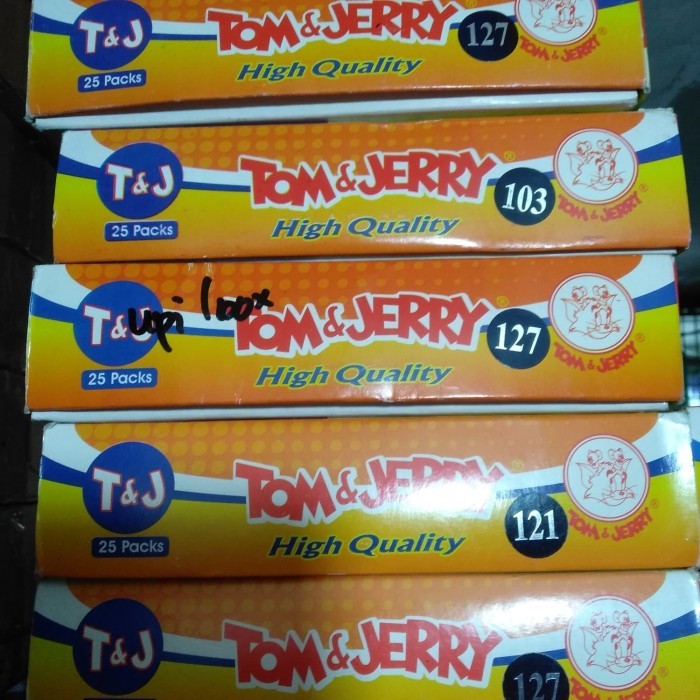 T&J
25 Packs
TOM & JERRY
High Quality
127
TOM & JERRY®
T&J
25 Packs
TOM & JERRY®
High Quality
103
TOM & JERRY®
T&J
25 Packs
TOM & JERRY
High Quality
127
TOM & JERRY®
T&J
25 Packs
TOM & JERRY®
High Quality
121
TOM & JERRY®
T&J
TOM & JERRY
127